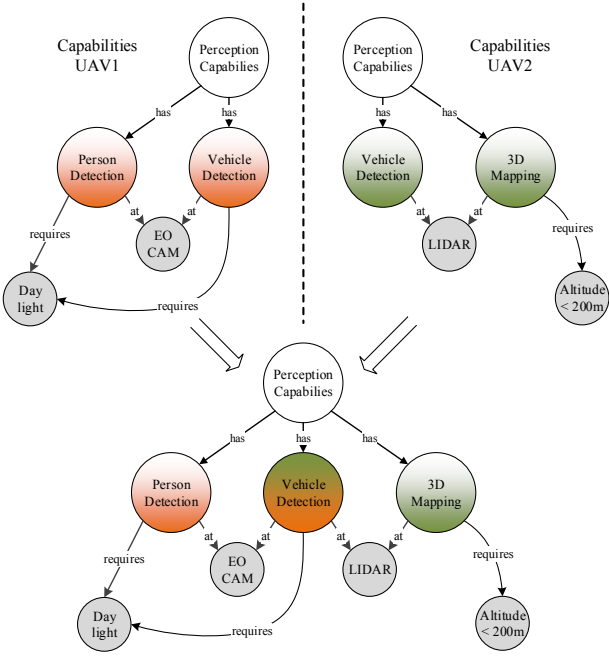 Capabilities
UAV1
Perception
Capabilies
Capabilities
UAV2
Perception
Capabilies
has
has
has
has
Person
Detection
Vehicle
Detection
Vehicle
Detection
3D
Mapping
at
at
at
at
requires
EO
CAM
LIDAR
requires
Day
light
requires
Altitude
< 200m
Perception
Capabilies
has
has
has
Person
Detection
Vehicle
Detection
3D
Mapping
at
at
at
at
requires
EO
CAM
LIDAR
requires
Day
light
requires
Altitude
< 200m